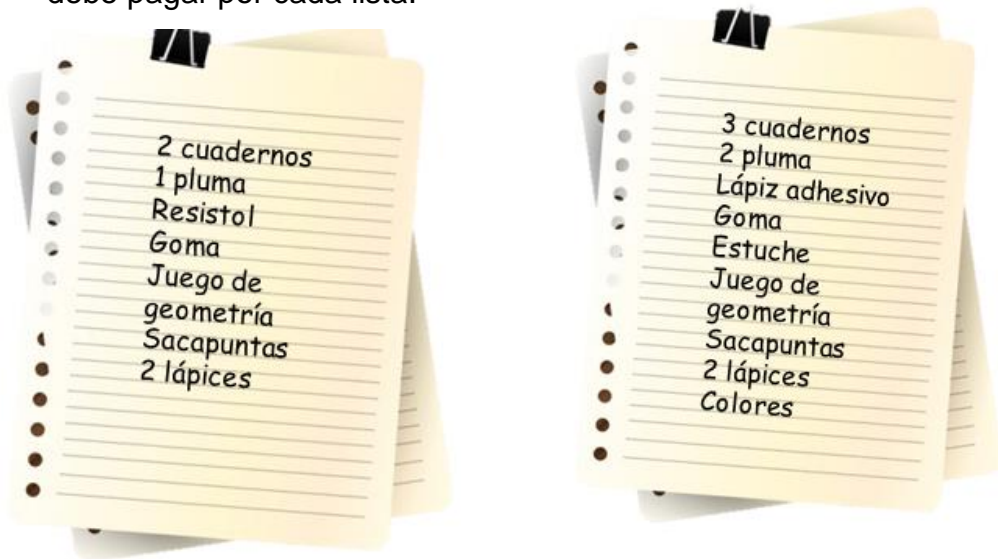 debe pagar por cada lista.
2 cuadernos
1 pluma
Resistol
Goma
Juego de
geometría
Sacapuntas
2 lápices
3 cuadernos
2 pluma
Lápiz adhesivo
Goma
Estuche
Juego de
geometría
Sacapuntas
2 lápices
Colores